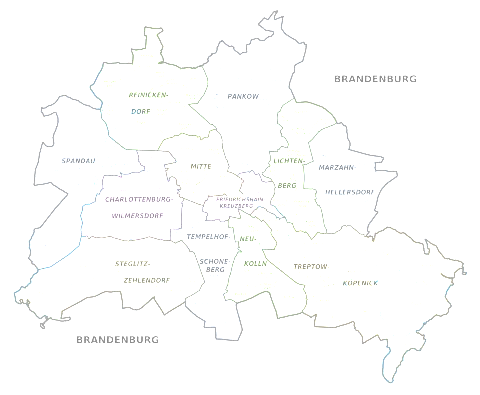 BRANDENBURG
REINICKEN-
DORF
PANKOW
SPANDAU
MITTE
LICHTEN-
BERG
MARZAHN-
HELLERSDORF
CHARLOTTENBURG-
WILMERSDORF
FRIEDRICHSHAIN
KREUZBERG
TEMPELHOF-
SCHÖNE-
BERG
NEU-
KÖLLN
STEGLITZ-
ZEHLENDORF
TREPTOW
KÖPENICK
BRANDENBURG